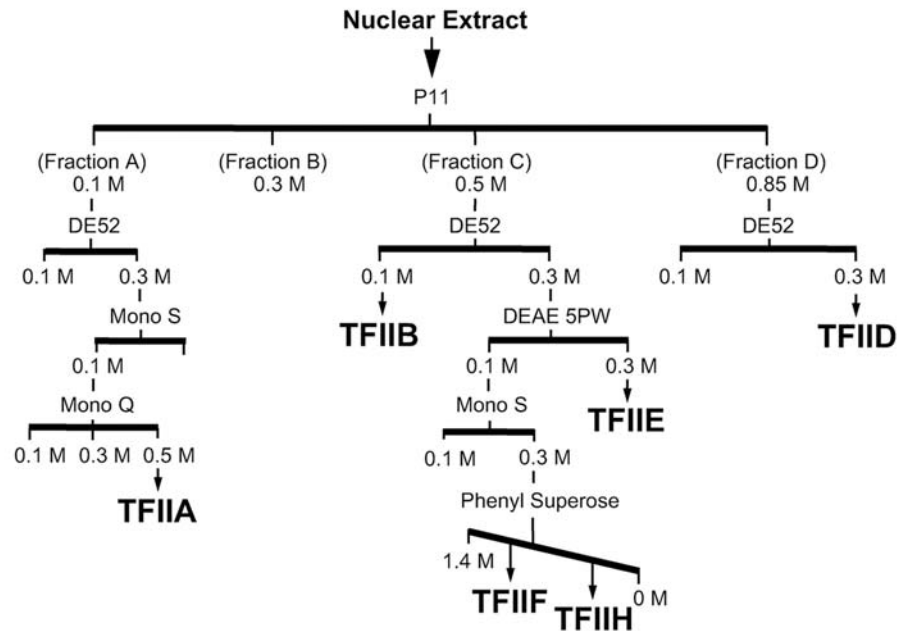 Nuclear Extract
P11
(Fraction A) (Fraction B) (Fraction C) (Fraction D)
0.1 M 0.3 M 0.5 M 0.85 M
DE52 DE52 DE52
0.1 M 0.3 M 0.1 M 0.3 M 0.1 M 0.3 M
Mono S TFIIB DEAE 5PW TFIID
0.1 M 0.1 M 0.3 M
Mono Q Mono S TFIIE
0.1 M 0.3 M 0.5 M 0.1 M 0.3 M
TFIIA Phenyl Superose
1.4 M 0 M
TFIIF TFIIH